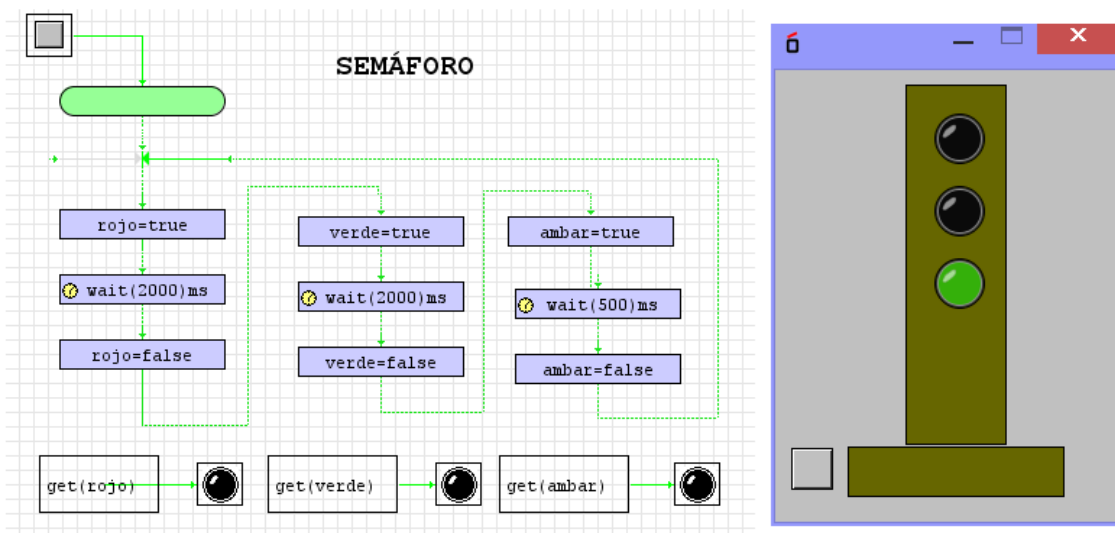 SEMÁFORO
rojo=true
wait(2000)ms
rojo=false
verde=true
wait(2000)ms
verde=false
ambar=true
wait(500)ms
ambar=false
get(rojo)
get(verde)
get(ambar)